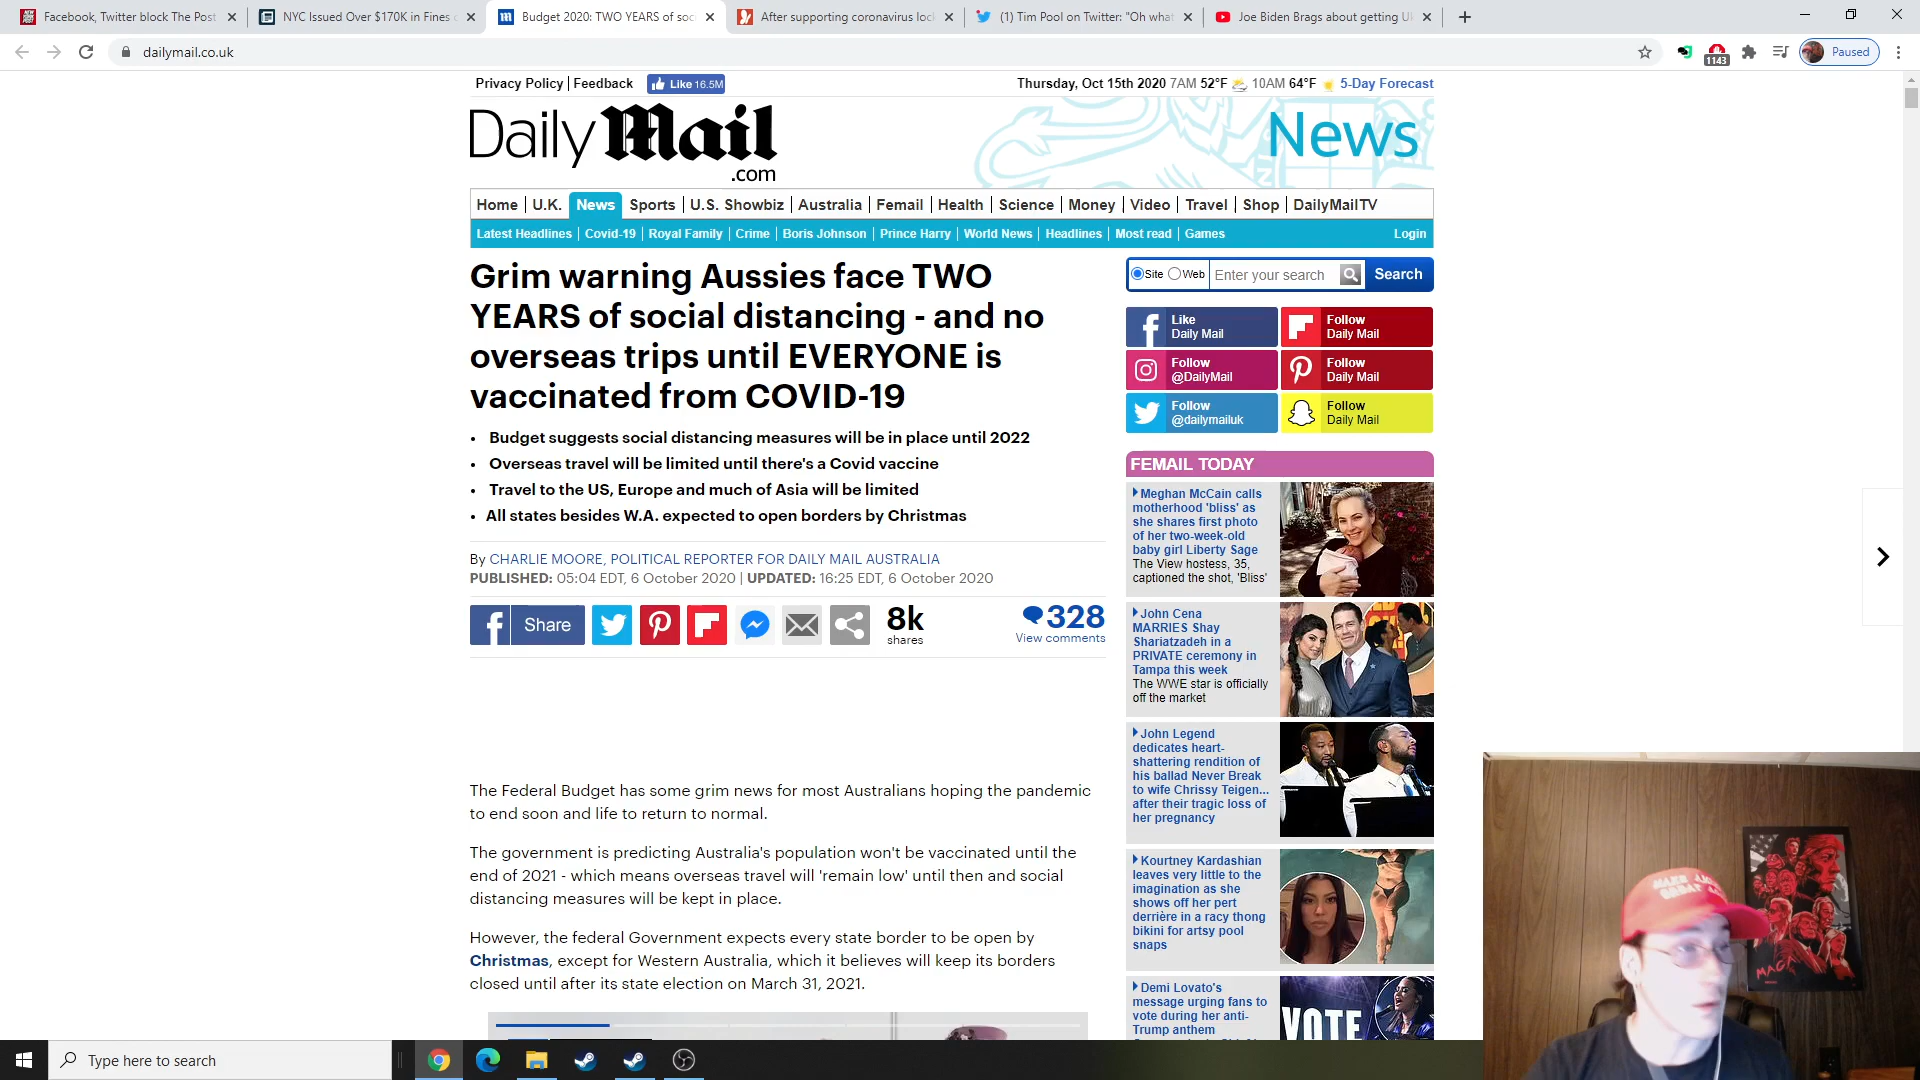 Facebook, Twitter block The Post
NYC Issued Over $170K in Fines
Budget 2020: TWO YEARS of soc
After supporting coronavirus loc
(1) Tim Pool on Twitter: "Oh what
Joe Biden Brags about getting U
dailymail.co.uk
1143
Paused
Privacy Policy | Feedback
Like 16.5M
Thursday, Oct 15th 2020 7AM 52°F 10AM 64°F 5-Day Forecast
Daily Mail
.com
News
Home | U.K. News Sports | U.S. Showbiz | Australia | Femail | Health | Science | Money | Video | Travel | Shop | DailyMailTV
Latest Headlines | Covid-19 | Royal Family | Crime | Boris Johnson | Prince Harry | World News | Headlines | Most read | Games
Login
Grim warning Aussies face TWO
YEARS of social distancing - and no
overseas trips until EVERYONE is
vaccinated from COVID-19
• Budget suggests social distancing measures will be in place until 2022
• Overseas travel will be limited until there's a Covid vaccine
• Travel to the US, Europe and much of Asia will be limited
• All states besides W.A. expected to open borders by Christmas
By CHARLIE MOORE, POLITICAL REPORTER FOR DAILY MAIL AUSTRALIA
PUBLISHED: 05:04 EDT, 6 October 2020 | UPDATED: 16:25 EDT, 6 October 2020
Share
8k
shares
328
View comments
The Federal Budget has some grim news for most Australians hoping the pandemic
to end soon and life to return to normal.
The government is predicting Australia's population won't be vaccinated until the
end of 2021 - which means overseas travel will 'remain low' until then and social
distancing measures will be kept in place.
However, the federal Government expects every state border to be open by
Christmas, except for Western Australia, which it believes will keep its borders
closed until after its state election on March 31, 2021.
Site Web Enter your search Search
Like
Daily Mail
Follow
Daily Mail
Follow
@DailyMail
Follow
Daily Mail
Follow
@dailymailuk
Follow
Daily Mail
FEMAIL TODAY
Meghan McCain calls
motherhood 'bliss' as
she shares first photo
of her two-week-old
baby girl Liberty Sage
The View hostess, 35,
captioned the shot, 'Bliss'
John Cena
MARRIES Shay
Shariatzadeh in a
PRIVATE ceremony in
Tampa this week
The WWE star is officially
off the market
John Legend
dedicates heart-
shattering rendition of
his ballad Never Break
to wife Chrissy Teigen...
after their tragic loss of
her pregnancy
Kourtney Kardashian
leaves very little to the
imagination as she
shows off her pert
derrière in a racy thong
bikini for artsy pool
snaps
Demi Lovato's
message urging fans to
vote during her anti-
Trump anthem
VOTE
MAGA
Type here to search